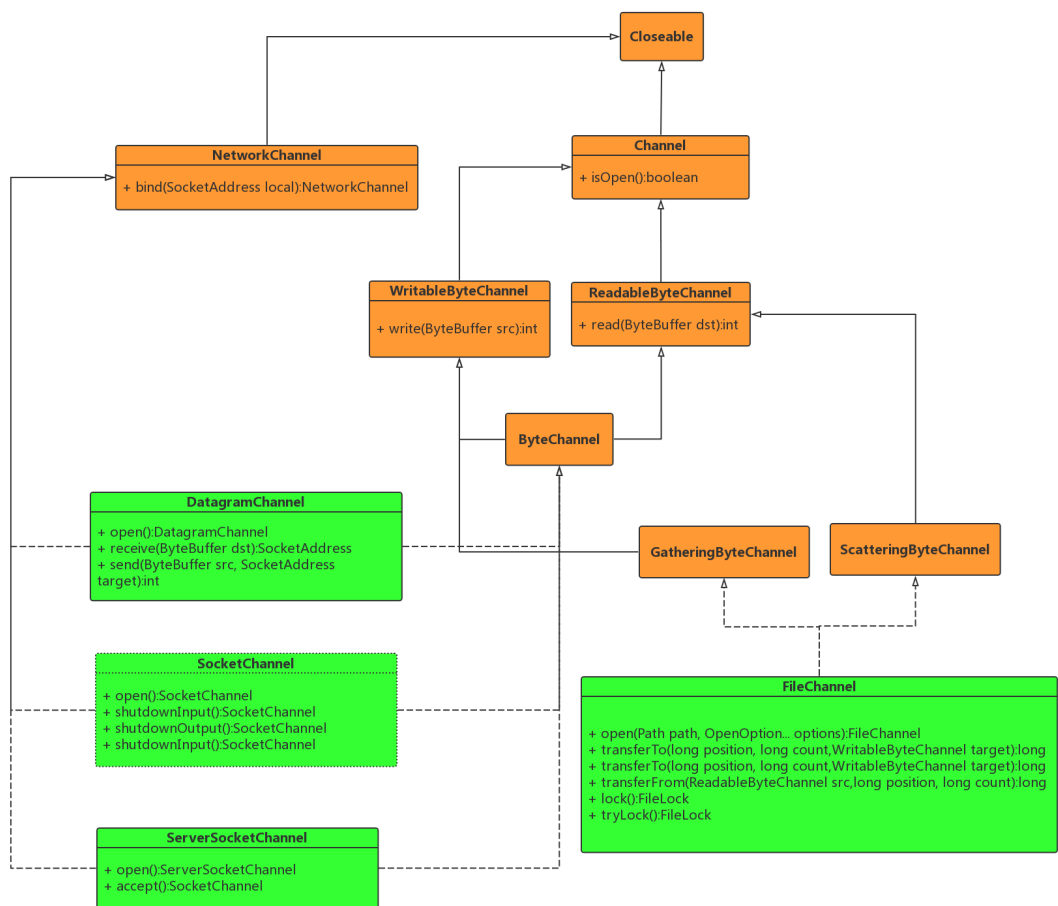 Closeable
NetworkChannel
+ bind(SocketAddress local):NetworkChannel
Channel
+ isOpen():boolean
WritableByteChannel
+ write(ByteBuffer src):int
ReadableByteChannel
+ read(ByteBuffer dst):int
ByteChannel
DatagramChannel
+ open():DatagramChannel
+ receive(ByteBuffer dst):SocketAddress
+ send(ByteBuffer src, SocketAddress
target):int
GatheringByteChannel
ScatteringByteChannel
SocketChannel
+ open():SocketChannel
+ shutdownInput():SocketChannel
+ shutdownOutput():SocketChannel
+ shutdownInput():SocketChannel
FileChannel
+ open(Path path, OpenOption... options):FileChannel
+ transferTo(long position, long count,WritableByteChannel target):long
+ transferTo(long position, long count,WritableByteChannel target):long
+ transferFrom(ReadableByteChannel src,long position, long count):long
+ lock():FileLock
+ tryLock():FileLock
ServerSocketChannel
+ open():ServerSocketChannel
+ accept():SocketChannel